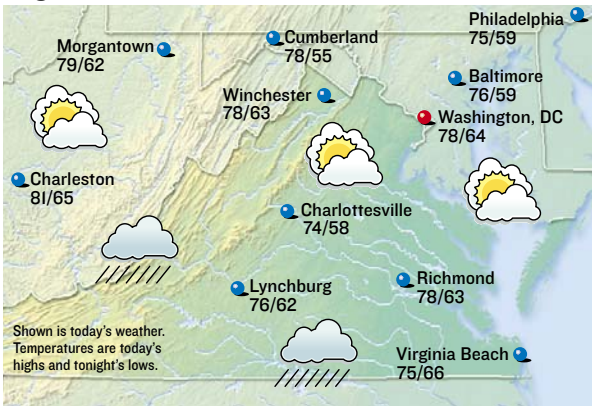 Philadelphia
75/59
Morgantown
79/62
Cumberland
78/55
Baltimore
76/59
Winchester
78/63
Washington, DC
78/64
Charleston
81/65
Charlottesville
74/58
Lynchburg
76/62
Richmond
78/63
Shown is today's weather.
Temperatures are today's
highs and tonight's lows.
Virginia Beach
75/66